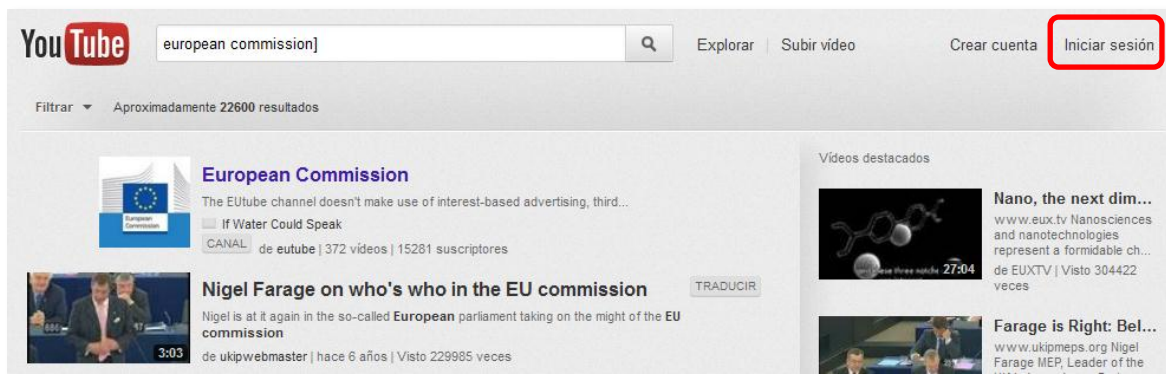 YouTube
european commission]
Explorar
Subir vídeo
Crear cuenta
Iniciar sesión
Filtrar
Aproximadamente 22600 resultados
European Commission
European Commission
The EUtube channel doesn't make use of interest-based advertising, third...
If Water Could Speak
CANAL de eutube | 372 vídeos | 15281 suscriptores
Nigel Farage on who's who in the EU commission
TRADUCIR
Nigel is at it again in the so-called European parliament taking on the might of the EU
commission
de ukipwebmaster | hace 6 años | Visto 229985 veces
3:03
Vídeos destacados
27:04
Nano, the next dim...
www.eux.tv Nanosciences
and nanotechnologies
represent a formidable ch...
de EUXTV | Visto 304422
veces
Farage is Right: Bel...
www.ukipmeps.org Nigel
Farage MEP, Leader of the